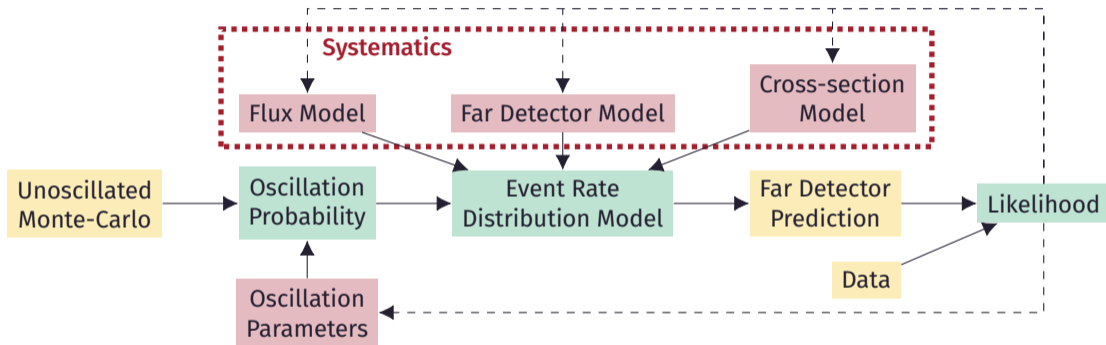 Systematics
Flux Model
Far Detector Model
Cross-section
Model
Unoscillated
Monte-Carlo
Oscillation
Probability
Event Rate
Distribution Model
Far Detector
Prediction
Likelihood
Data
Oscillation
Parameters